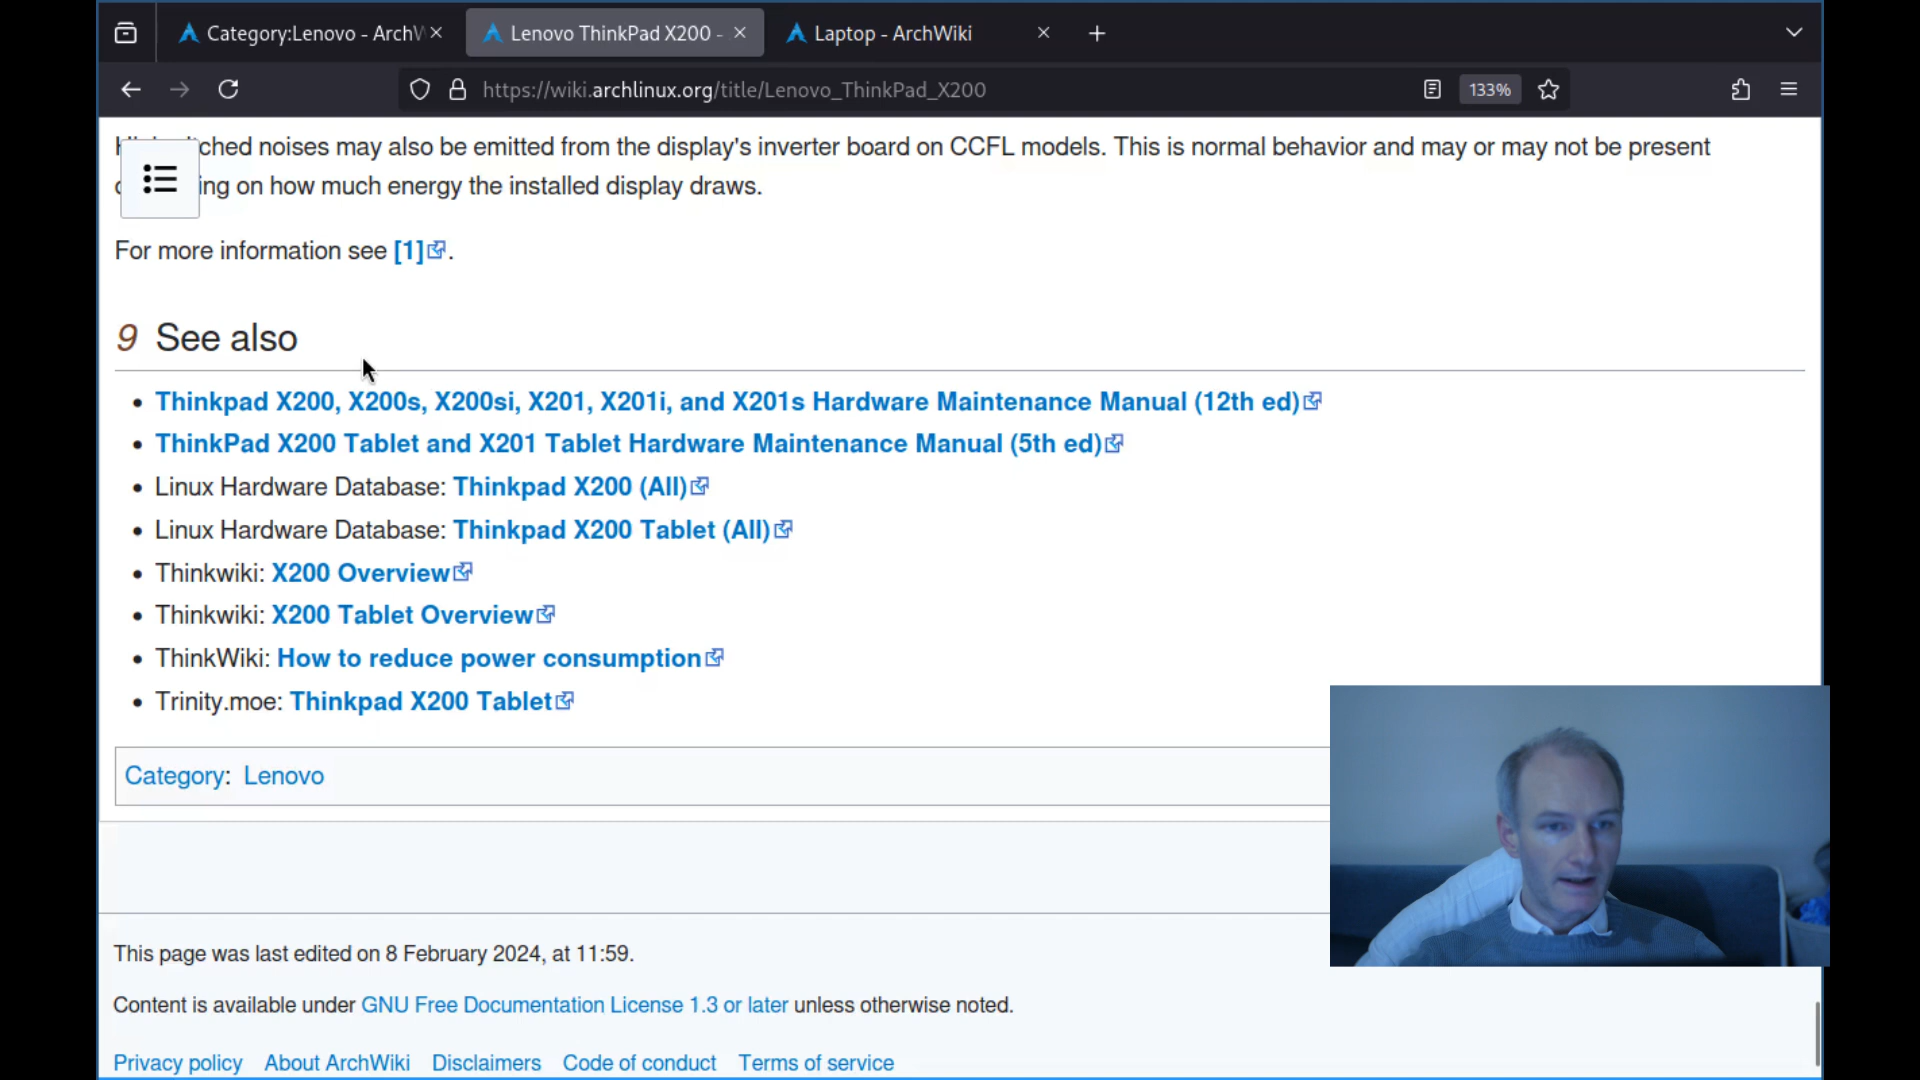 Category:Lenovo - ArchW
Lenovo ThinkPad X200 -
Laptop - ArchWiki
https://wiki.archlinux.org/title/Lenovo_ThinkPad_X200
133%
ched noises may also be emitted from the display's inverter board on CCFL models. This is normal behavior and may or may not be present
ing on how much energy the installed display draws.
For more information see [1].
9 See also
• Thinkpad X200, X200s, X200si, X201, X201i, and X201s Hardware Maintenance Manual (12th ed)
• ThinkPad X200 Tablet and X201 Tablet Hardware Maintenance Manual (5th ed)
• Linux Hardware Database: Thinkpad X200 (All)
• Linux Hardware Database: Thinkpad X200 Tablet (All)
• Thinkwiki: X200 Overview
• Thinkwiki: X200 Tablet Overview
• ThinkWiki: How to reduce power consumption
• Trinity.moe: Thinkpad X200 Tablet
Category: Lenovo
This page was last edited on 8 February 2024, at 11:59.
Content is available under GNU Free Documentation License 1.3 or later unless otherwise noted.
Privacy policy About ArchWiki Disclaimers Code of conduct Terms of service